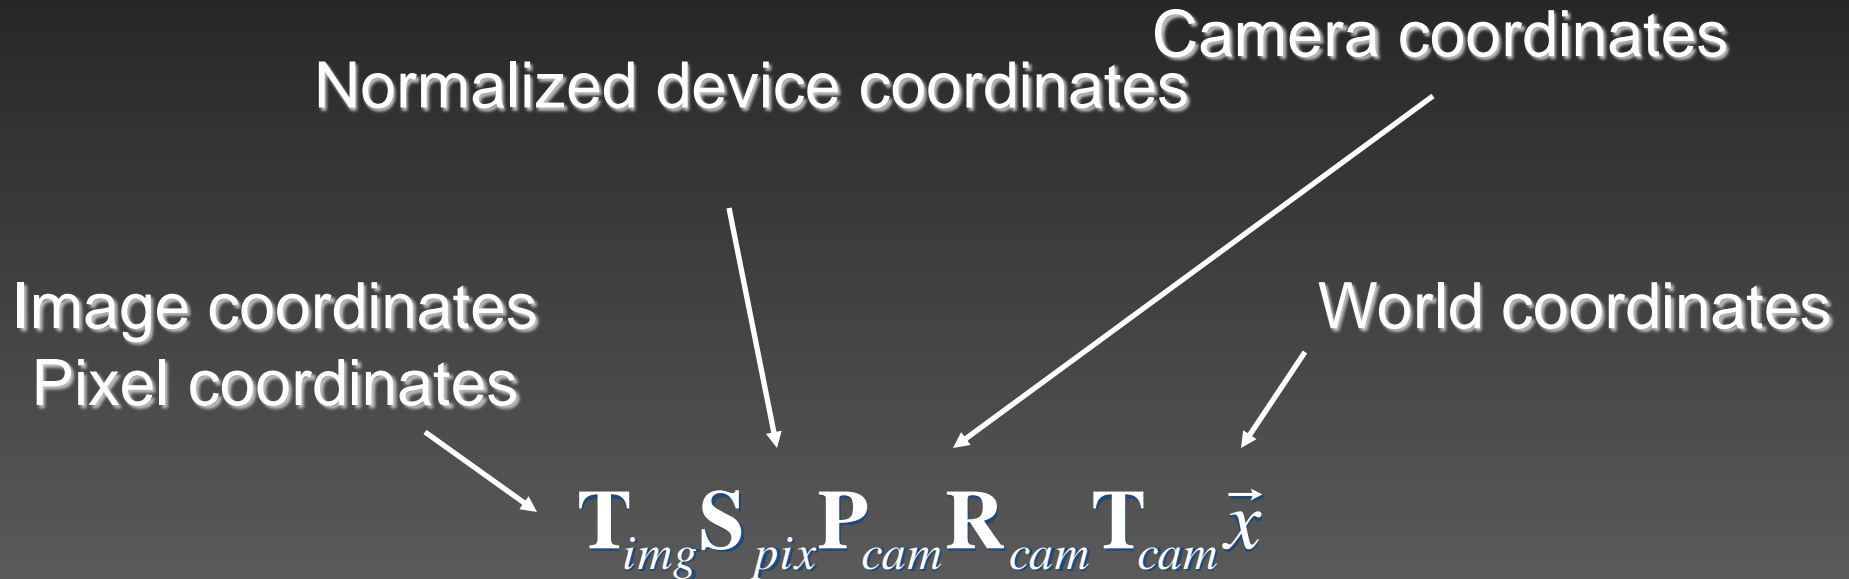 Camera coordinates
Normalized device coordinates
Image coordinates
Pixel coordinates
World coordinates
T_img S_pix P_cam R_cam T_cam x⃗